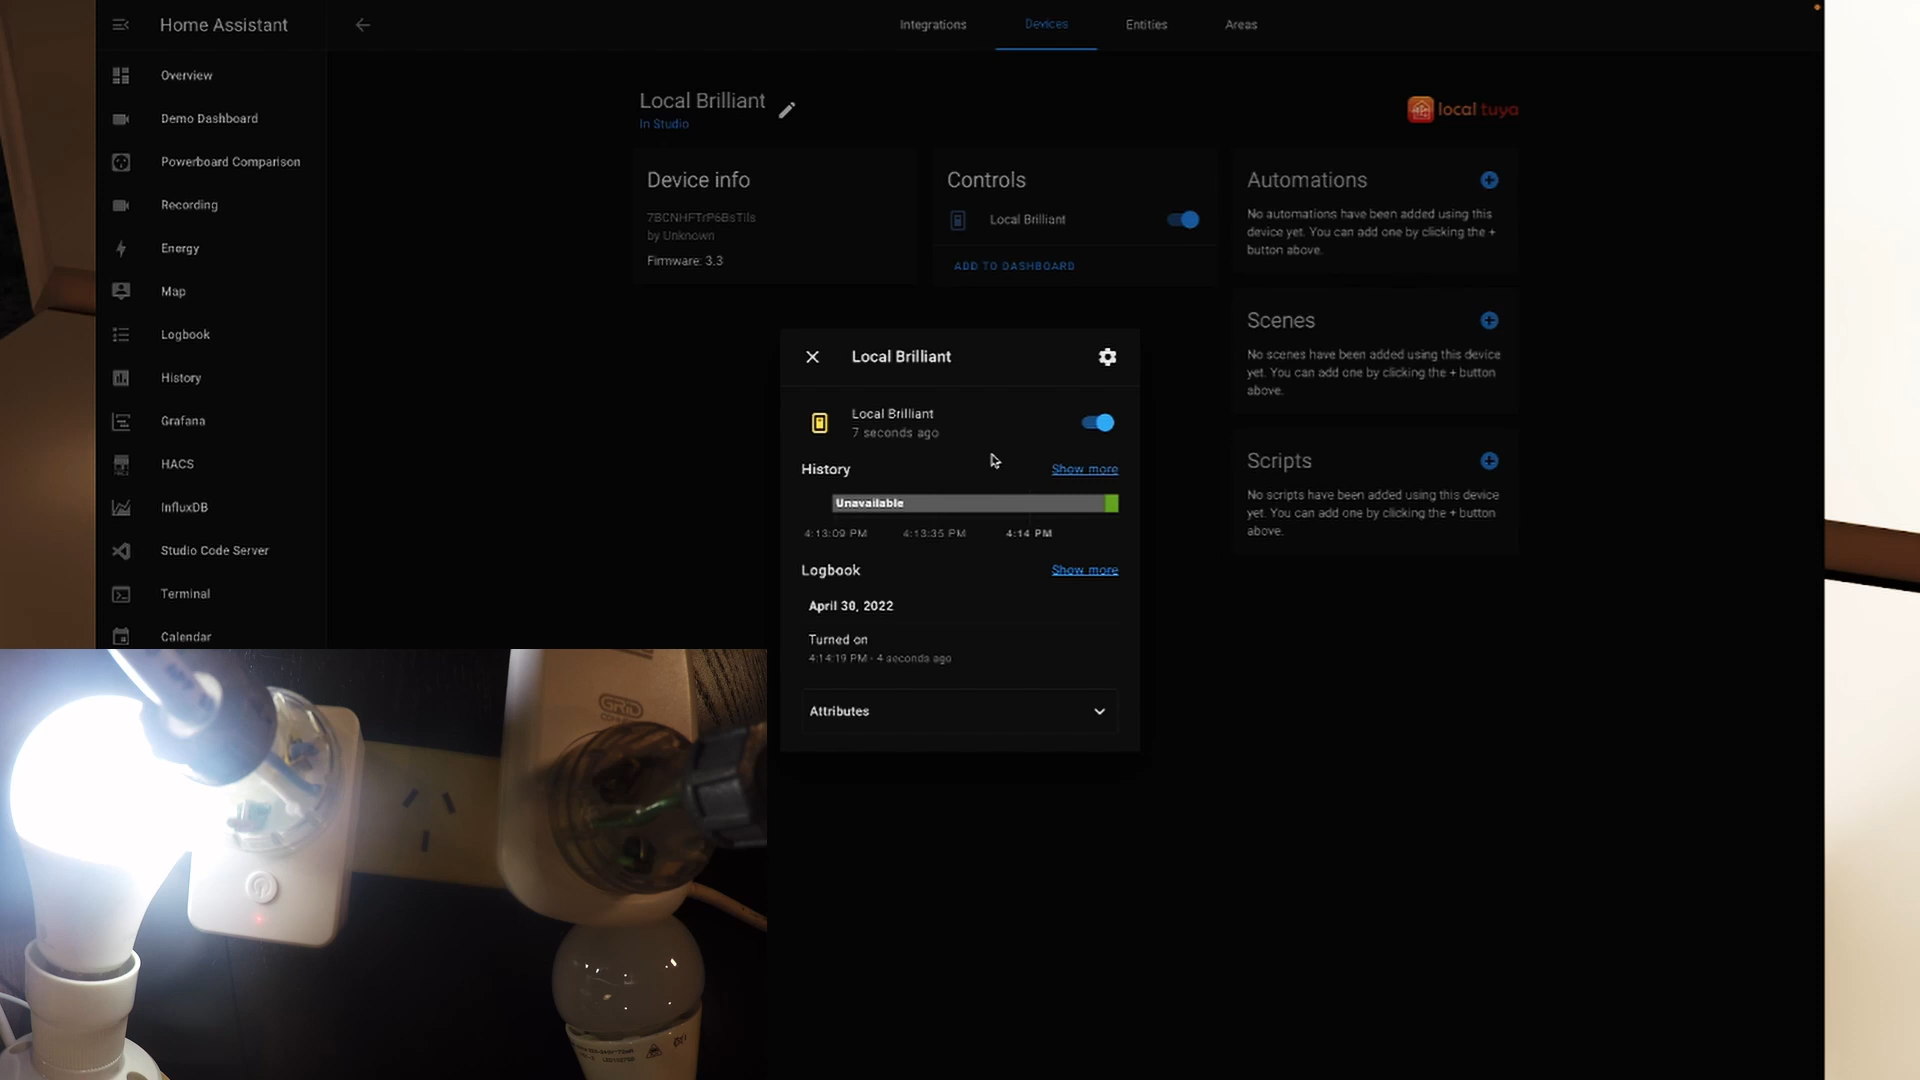 Home Assistant
Overview
Demo Dashboard
Powerboard Comparison
Recording
Energy
Map
Logbook
History
Grafana
HACS
InfluxDB
Studio Code Server
Terminal
Calendar
Integrations
Devices
Entities
Areas
Local Brilliant
In Studio
local tuya
Device info
7BCNHFTrP6BsTils
by Unknown
Firmware: 3.3
Controls
Local Brilliant
ADD TO DASHBOARD
Automations
No automations have been added using this
device yet. You can add one by clicking the +
button above.
Scenes
No scenes have been added using this device
yet. You can add one by clicking the + button
above.
Scripts
No scripts have been added using this device
yet. You can add one by clicking the + button
above.
Local Brilliant
Local Brilliant
7 seconds ago
History
Show more
Unavailable
4:13:09 PM
4:13:35 PM
4:14 PM
Logbook
Show more
April 30, 2022
Turned on
4:14:19 PM - 4 seconds ago
Attributes
GRID